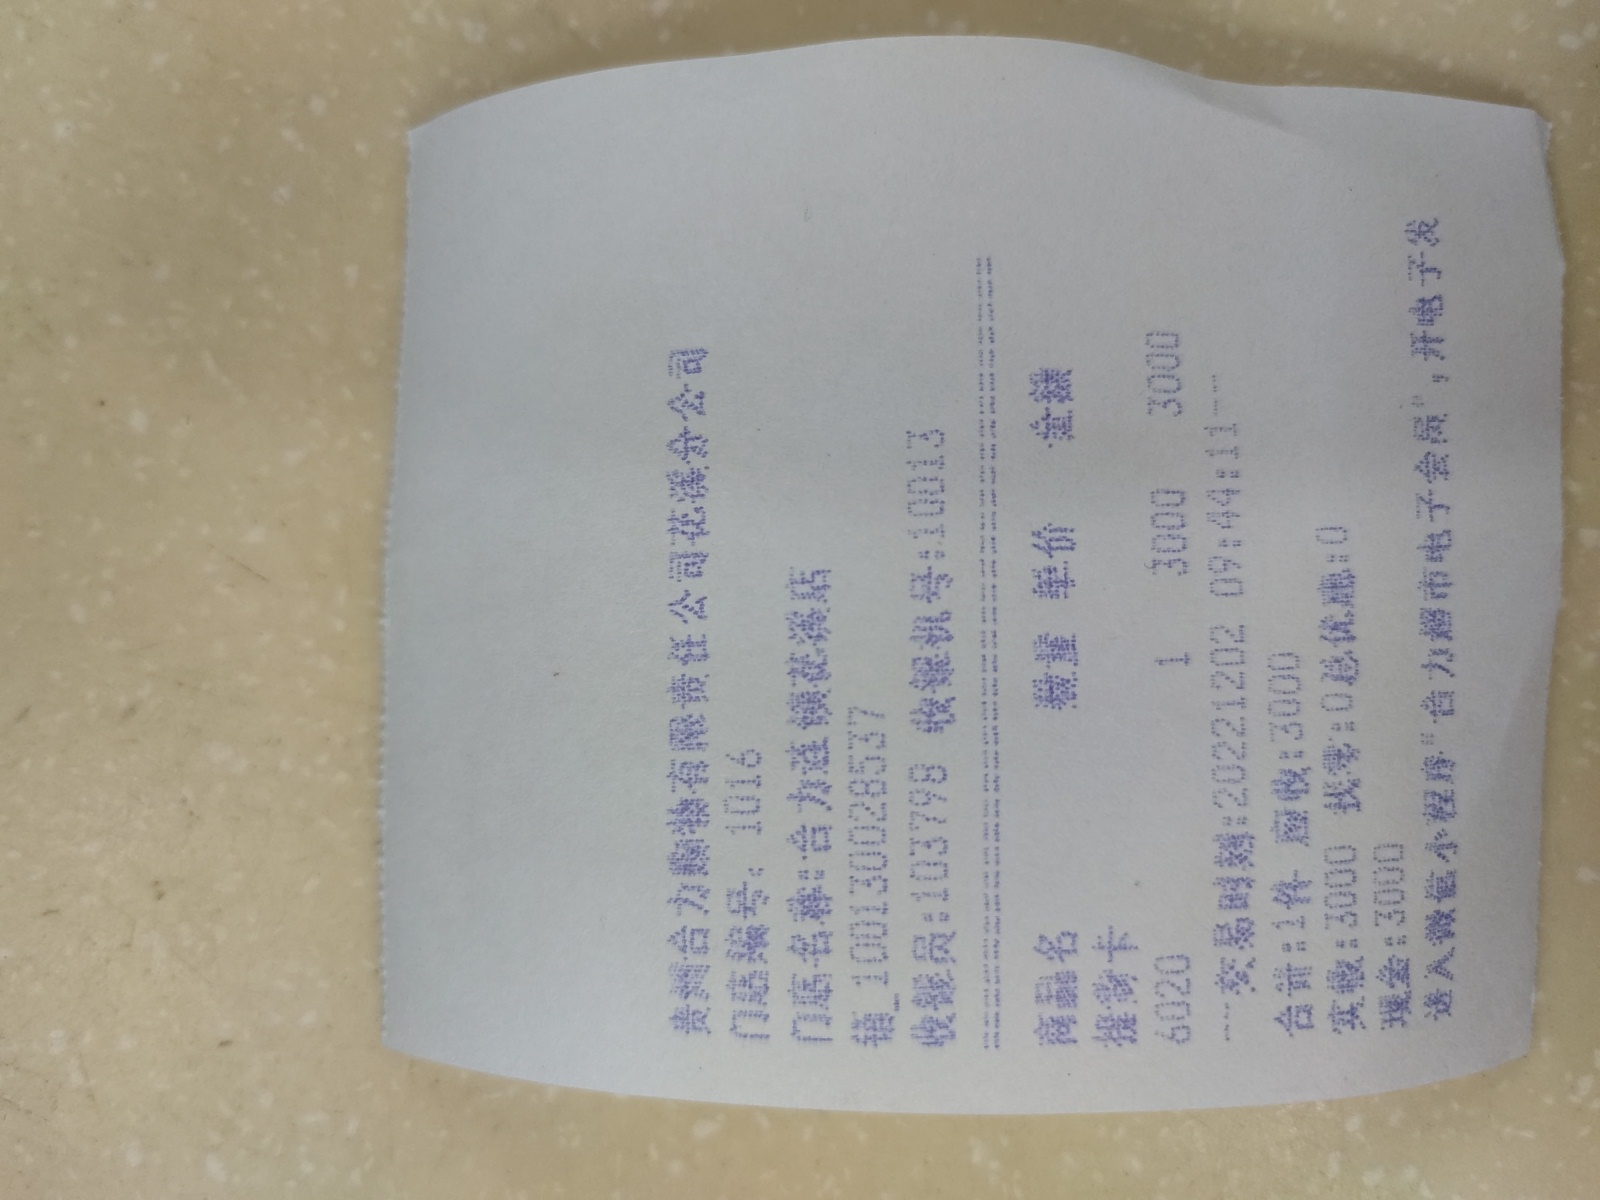 贵州合力购物有限责任公司花溪分公司
门店编号: 1016
门店名称:合力连锁花溪店
销_10013002853​7
收银员:103798 收银机号:10013
商品名 数量 单价 金额
提货卡
6020 1 3000 3000
--交易时刻:20221202 09:44:11--
合计:1件 应收:3000
实收:3000 找零:0总优惠:0
现金:3000
进入微信小程序“合力超市电子会员”,开电子发